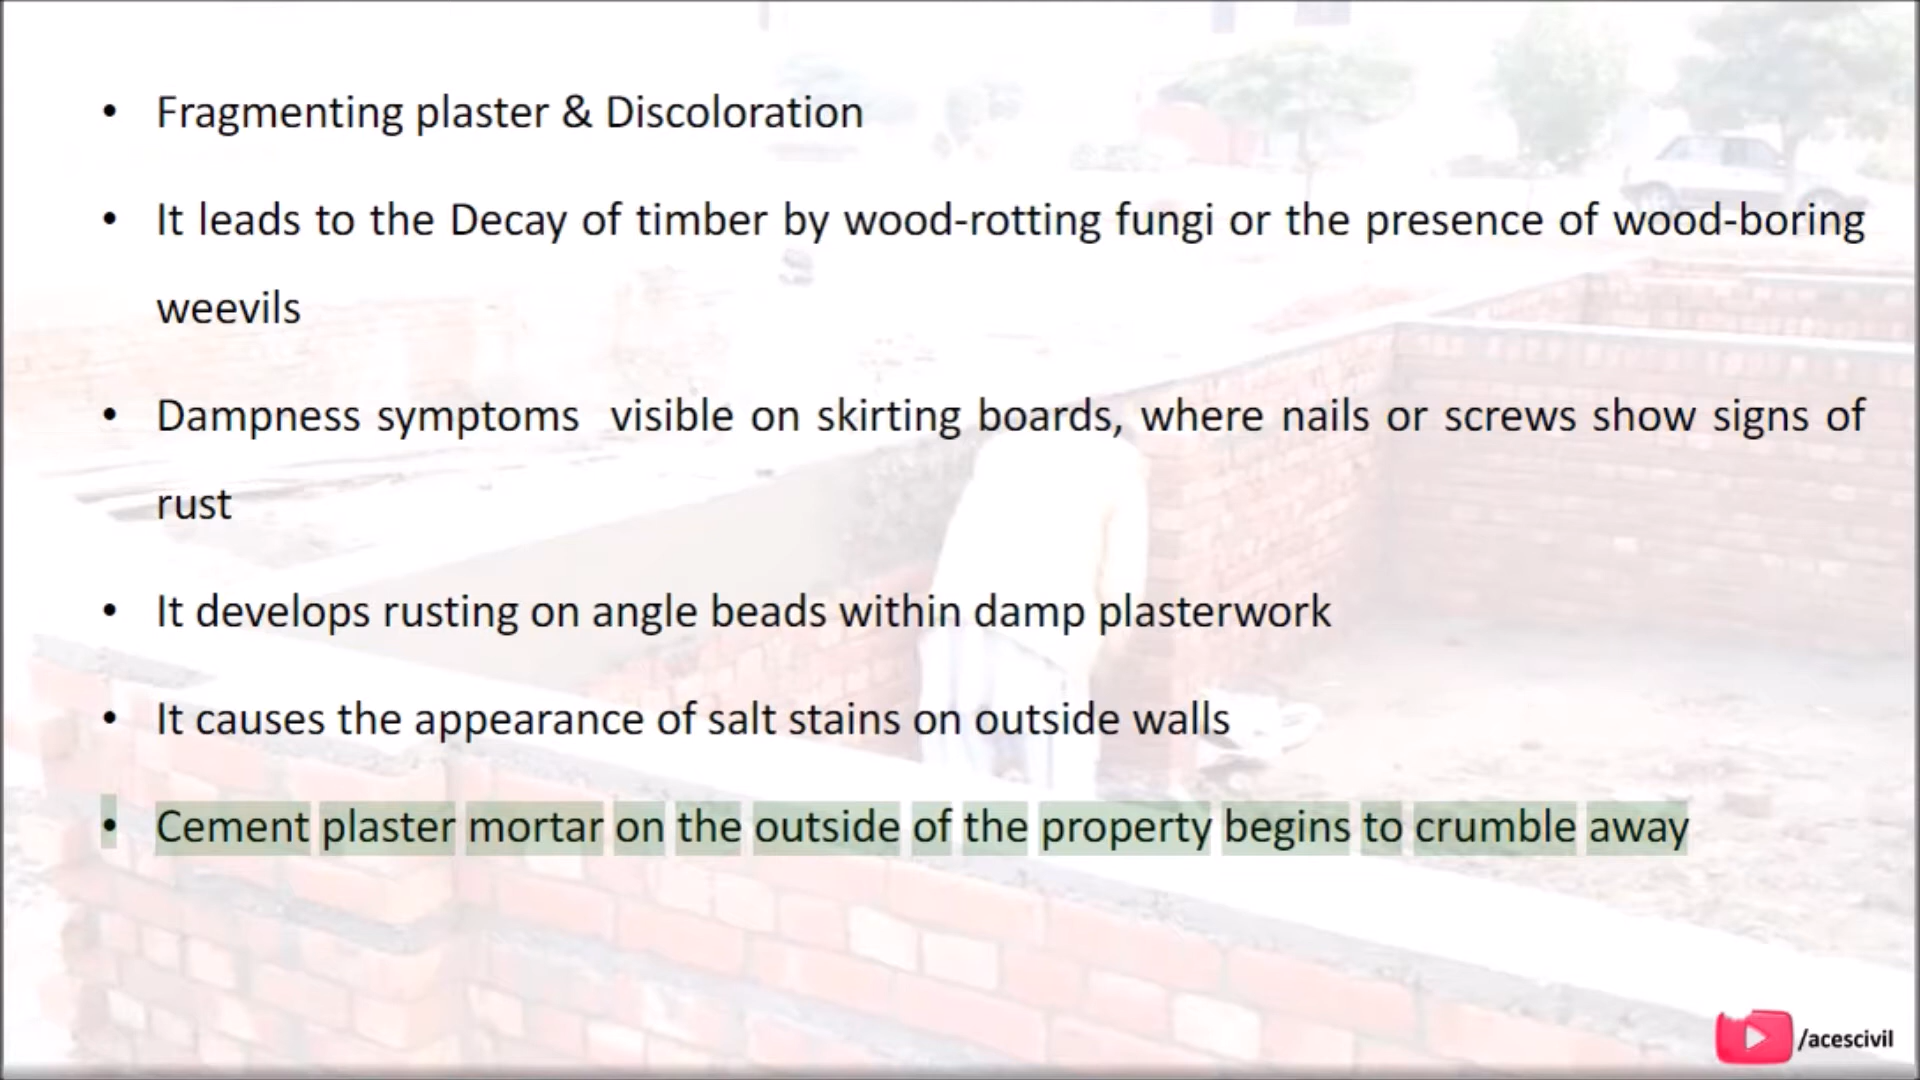 • Fragmenting plaster & Discoloration
• It leads to the Decay of timber by wood-rotting fungi or the presence of wood-boring
weevils
• Dampness symptoms visible on skirting boards, where nails or screws show signs of
rust
• It develops rusting on angle beads within damp plasterwork
• It causes the appearance of salt stains on outside walls
• Cement plaster mortar on the outside of the property begins to crumble away
/acescivil